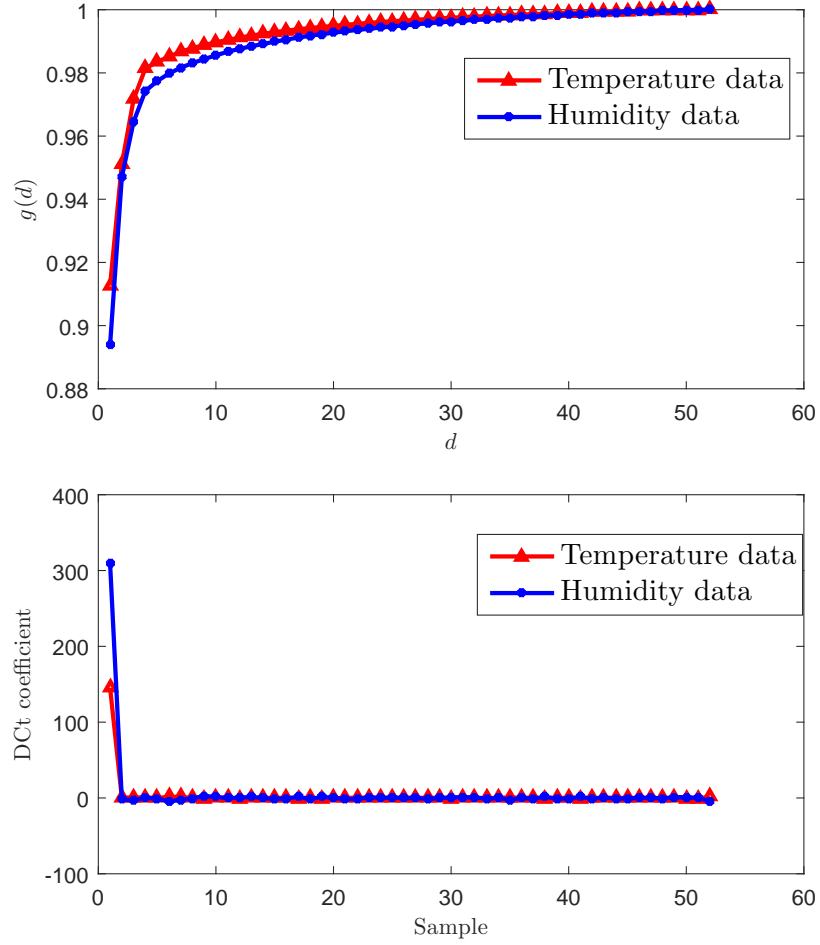 1
0.98
0.96
0.94
0.92
0.9
0.88
g(d)
Temperature data
Humidity data
0 10 20 30 40 50 60
d
400
300
200
100
0
-100
DCt coefficient
Temperature data
Humidity data
0 10 20 30 40 50 60
Sample